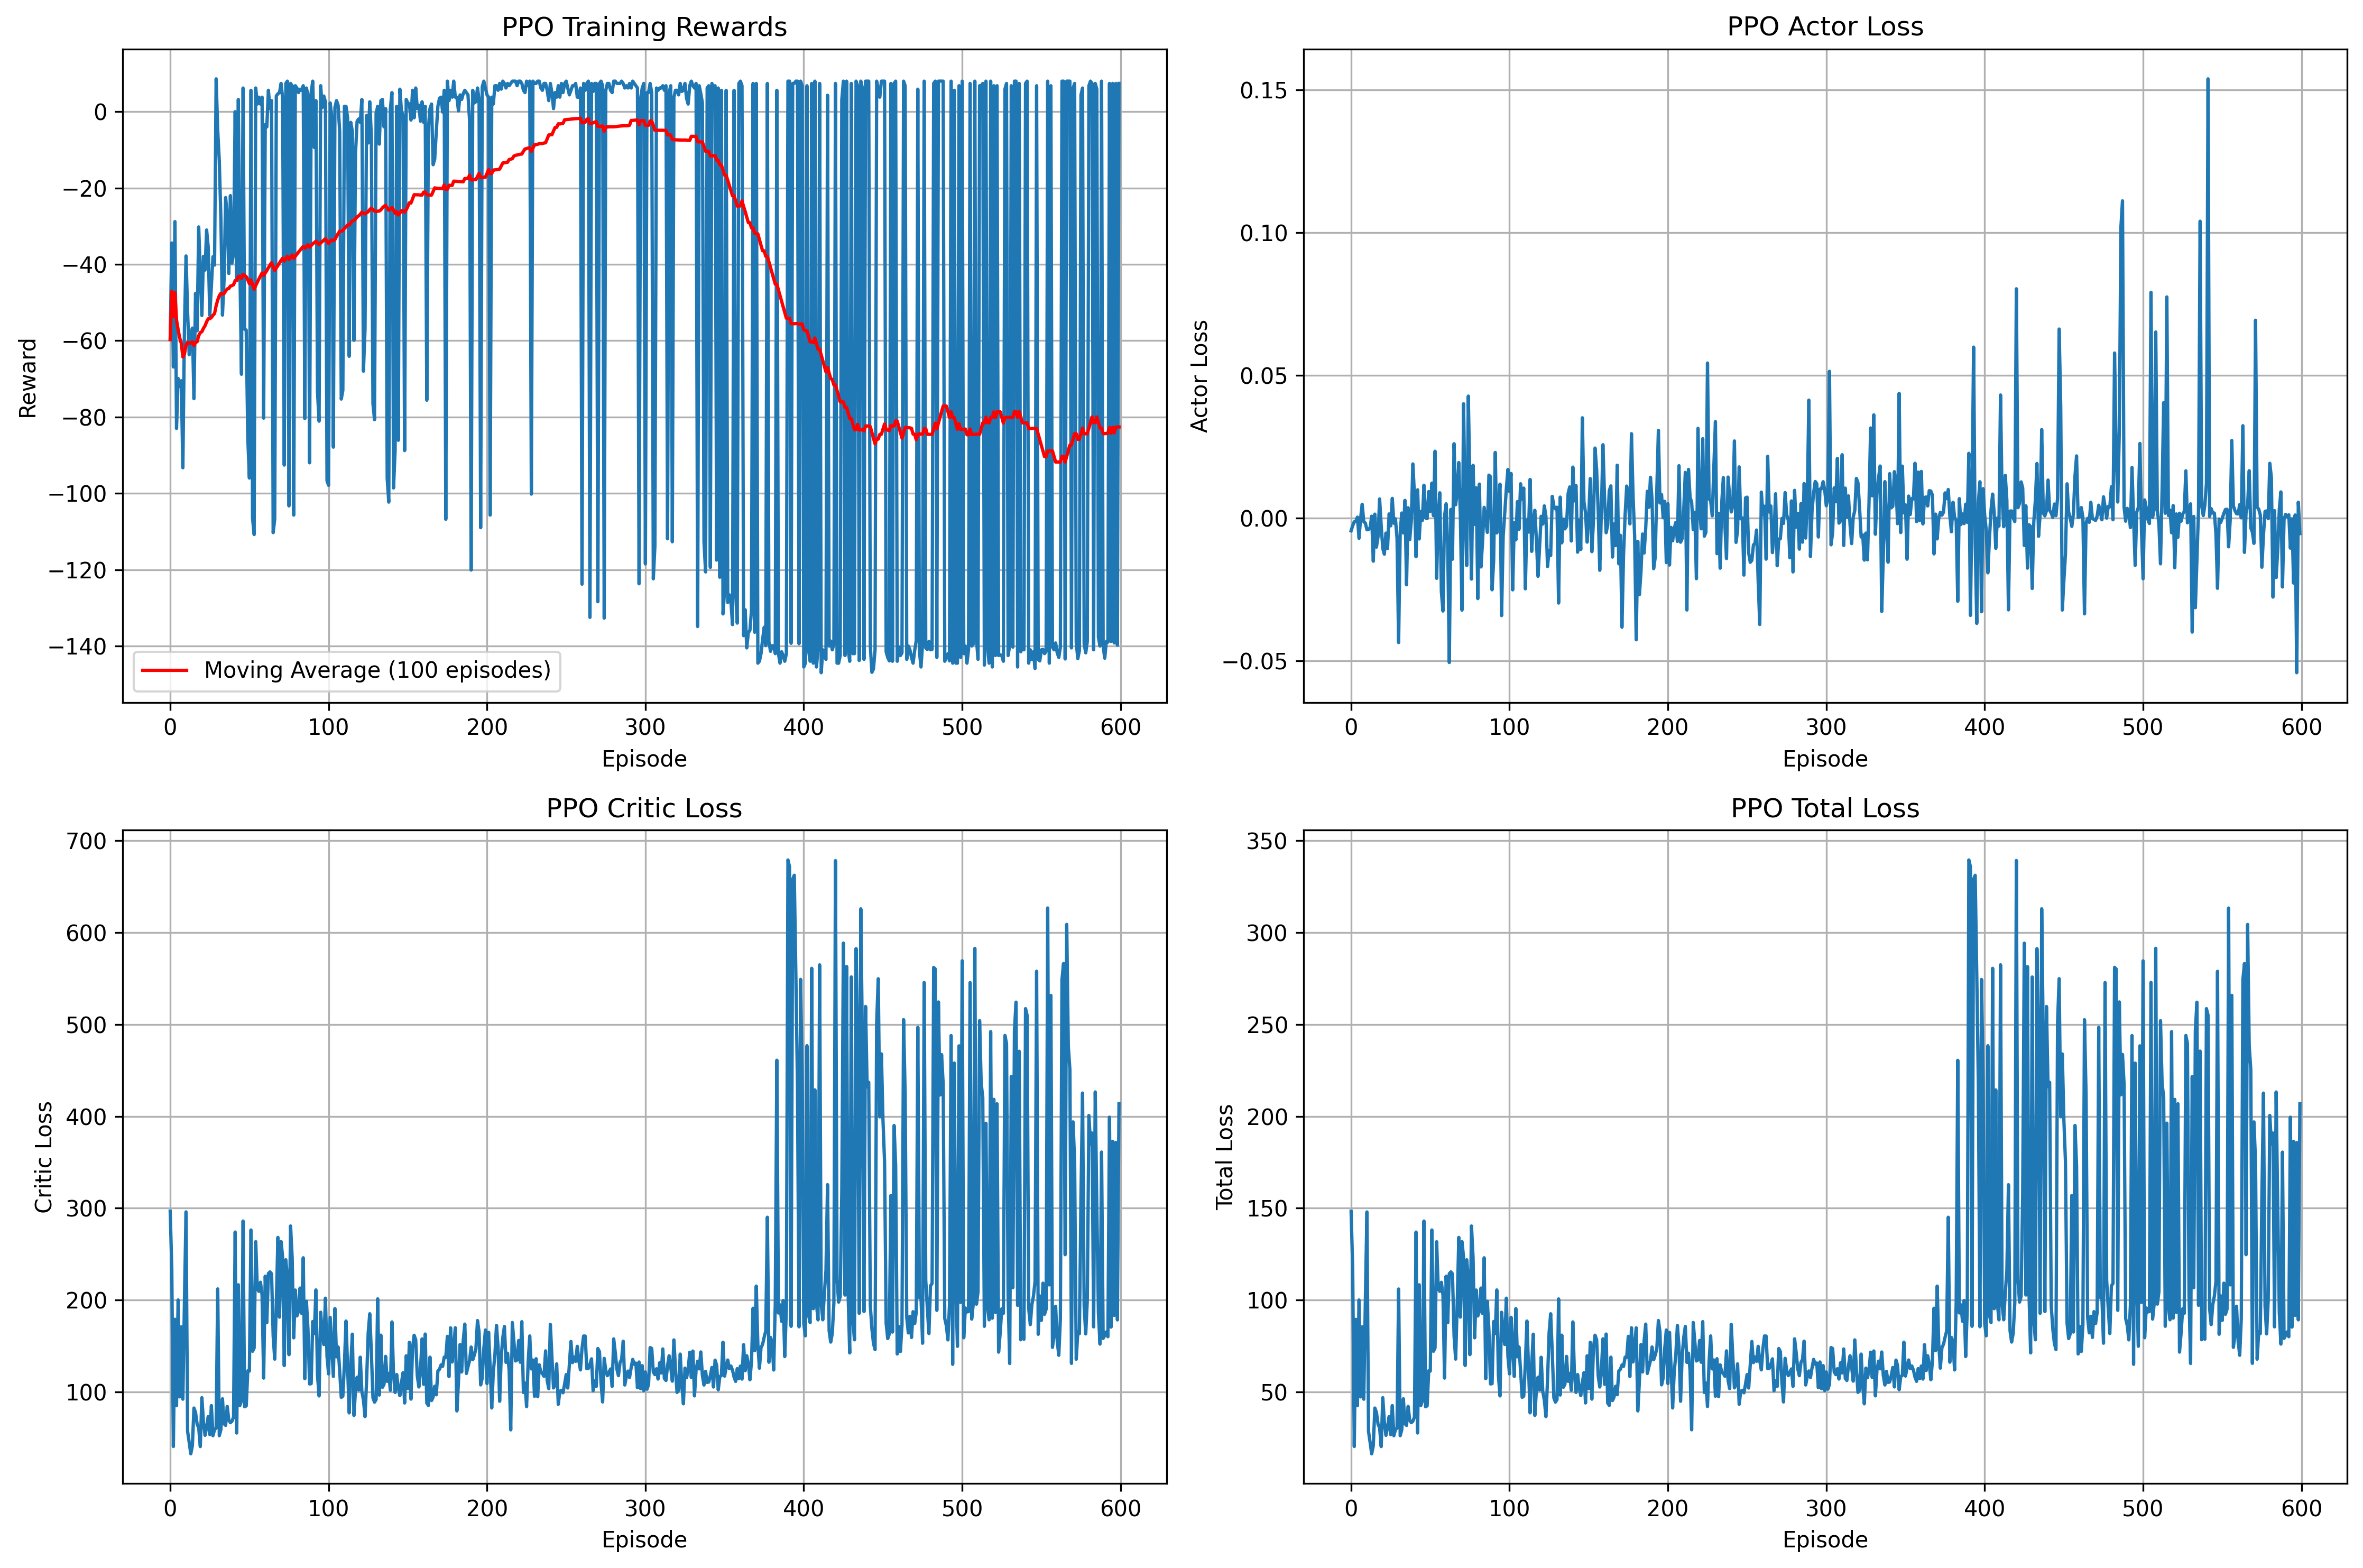 PPO Training Rewards
Reward
0
−20
−40
−60
−80
−100
−120
−140
Moving Average (100 episodes)
0 100 200 300 400 500 600
Episode
PPO Actor Loss
Actor Loss
0.15
0.10
0.05
0.00
−0.05
0 100 200 300 400 500 600
Episode
PPO Critic Loss
Critic Loss
700
600
500
400
300
200
100
0 100 200 300 400 500 600
Episode
PPO Total Loss
Total Loss
350
300
250
200
150
100
50
0 100 200 300 400 500 600
Episode